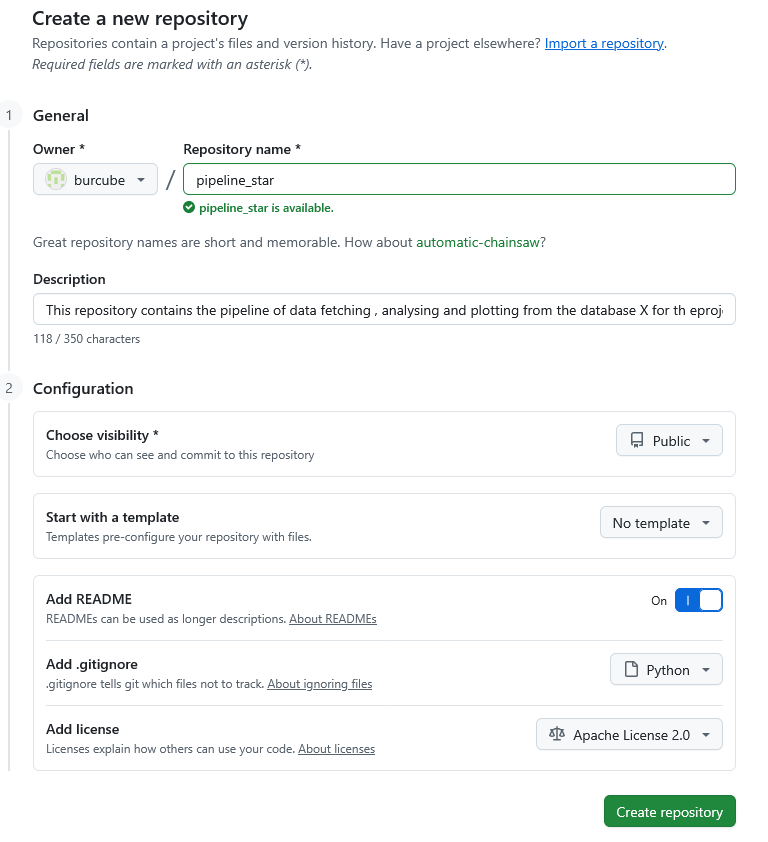 Create a new repository
Repositories contain a project's files and version history. Have a project elsewhere? Import a repository.
Required fields are marked with an asterisk (*).
1 General
Owner * Repository name *
burcube / pipeline_star
pipeline_star is available.
Great repository names are short and memorable. How about automatic-chainsaw?
Description
This repository contains the pipeline of data fetching , analysing and plotting from the database X for th eproj
118 / 350 characters
2 Configuration
Choose visibility *
Choose who can see and commit to this repository
Public
Start with a template
Templates pre-configure your repository with files.
No template
Add README
READMEs can be used as longer descriptions. About READMEs
On
Add .gitignore
.gitignore tells git which files not to track. About ignoring files
Python
Add license
Licenses explain how others can use your code. About licenses
Apache License 2.0
Create repository